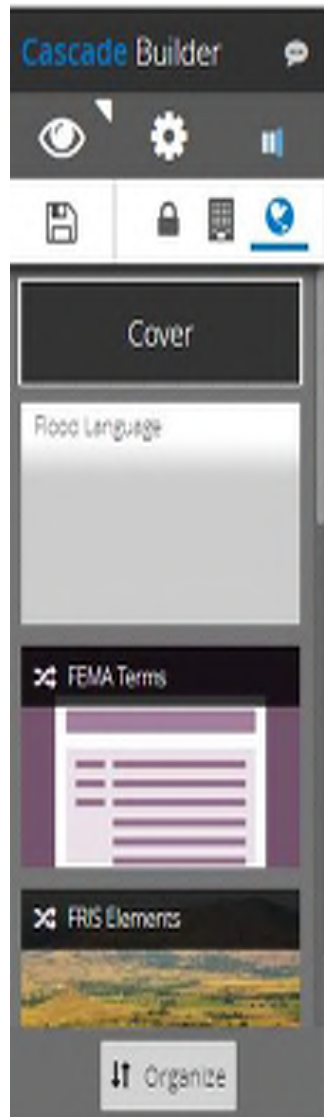 Cascade Builder
Cover
Flood Language
FEMA Terms
FRIS Elements
Organize